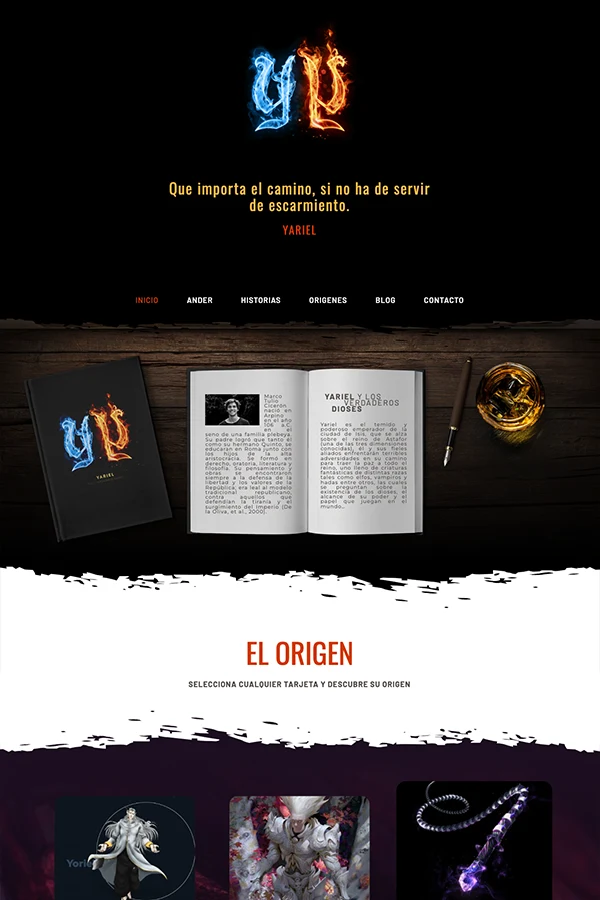 YV
Que importa el camino, si no ha de servir
de escarmiento.
YARIEL
INICIO ANDER HISTORIAS ORIGENES BLOG CONTACTO
YV
YARIEL
Marco
Tulio
Cicerón
nació en
Arpino
en el año
106 a.C.
en el
seno de una familia plebeya.
Su padre logró que tanto él
como su hermano Quinto, se
educaran en Roma junto con
los hijos de la alta
aristocracia. Se formó en
derecho, oratoria, literatura y
filosofía. Su pensamiento y
obras se encontraron
siempre a la defensa de la
libertad y los valores de la
República, era leal al modelo
tradicional republicano;
contra aquellos que
defendían la tiranía y el
surgimiento del Imperio (De
la Oliva, et al., 2000).
YARIEL Y LOS
VERDADEROS
DIOSES
Yariel es el temido y
poderoso emperador de la
ciudad de Isis, que se alza
sobre el reino de Astafor
(una de las tres dimensiones
conocidas), él y sus fieles
aliados enfrentarán terribles
adversidades en su camino
para traer la paz a todo el
reino, uno lleno de criaturas
fantásticas de distintas razas
tales como elfos, vampiros y
hadas entre otros, las cuales
se preguntan sobre la
existencia de los dioses, el
alcance de su poder y el
papel que juegan en el
mundo...
EL ORIGEN
SELECCIONA CUALQUIER TARJETA Y DESCUBRE SU ORIGEN